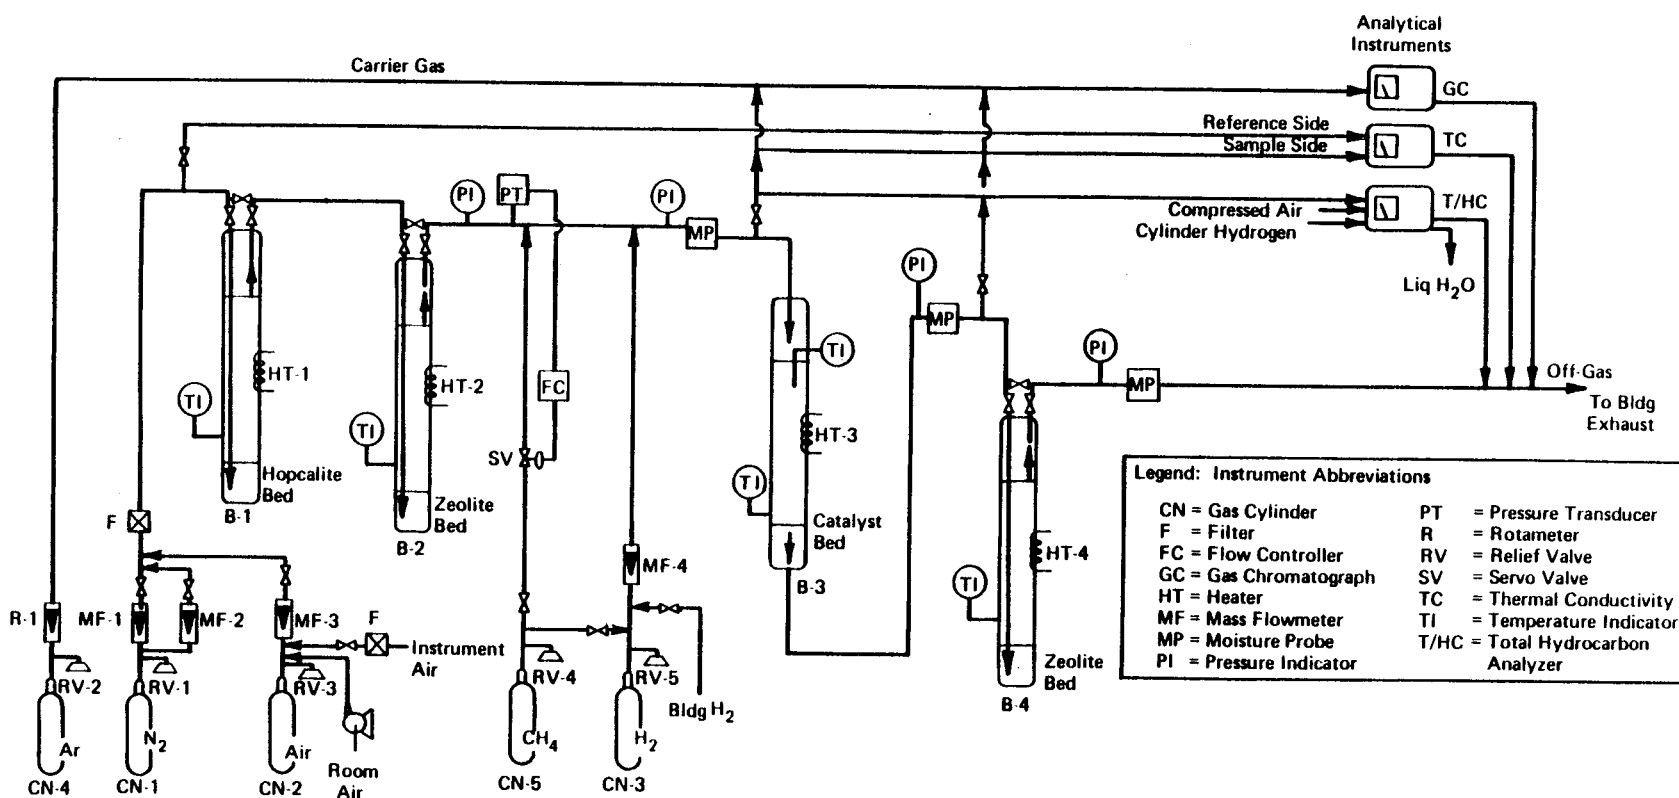 Analytical
Instruments
Carrier Gas
GC
Reference Side
TC
Sample Side
T/HC
Compressed Air
Cylinder Hydrogen
Liq H2O
PI
PT
PI
MP
PI
MP
PI
MP
Off-Gas
To Bldg
Exhaust
HT-1
TI
Hopcalite
Bed
B-1
HT-2
TI
Zeolite
Bed
B-2
FC
SV
TI
HT-3
TI
Catalyst
Bed
B-3
HT-4
TI
Zeolite
Bed
B-4
F
R-1
MF-1
MF-2
MF-3
MF-4
F
Instrument
Air
RV-2
RV-1
RV-3
RV-4
RV-5
Bldg H2
Ar
N2
Air
CH4
H2
CN-4
CN-1
CN-2
Room
Air
CN-5
CN-3
Legend: Instrument Abbreviations
CN = Gas Cylinder
F = Filter
FC = Flow Controller
GC = Gas Chromatograph
HT = Heater
MF = Mass Flowmeter
MP = Moisture Probe
PI = Pressure Indicator
PT = Pressure Transducer
R = Rotameter
RV = Relief Valve
SV = Servo Valve
TC = Thermal Conductivity
TI = Temperature Indicator
T/HC = Total Hydrocarbon
Analyzer